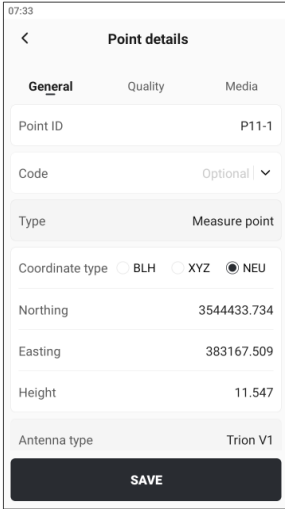 07:33
Point details
General Quality Media
Point ID P11-1
Code Optional
Type Measure point
Coordinate type BLH XYZ NEU
Northing 3544433.734
Easting 383167.509
Height 11.547
Antenna type Trion V1
SAVE